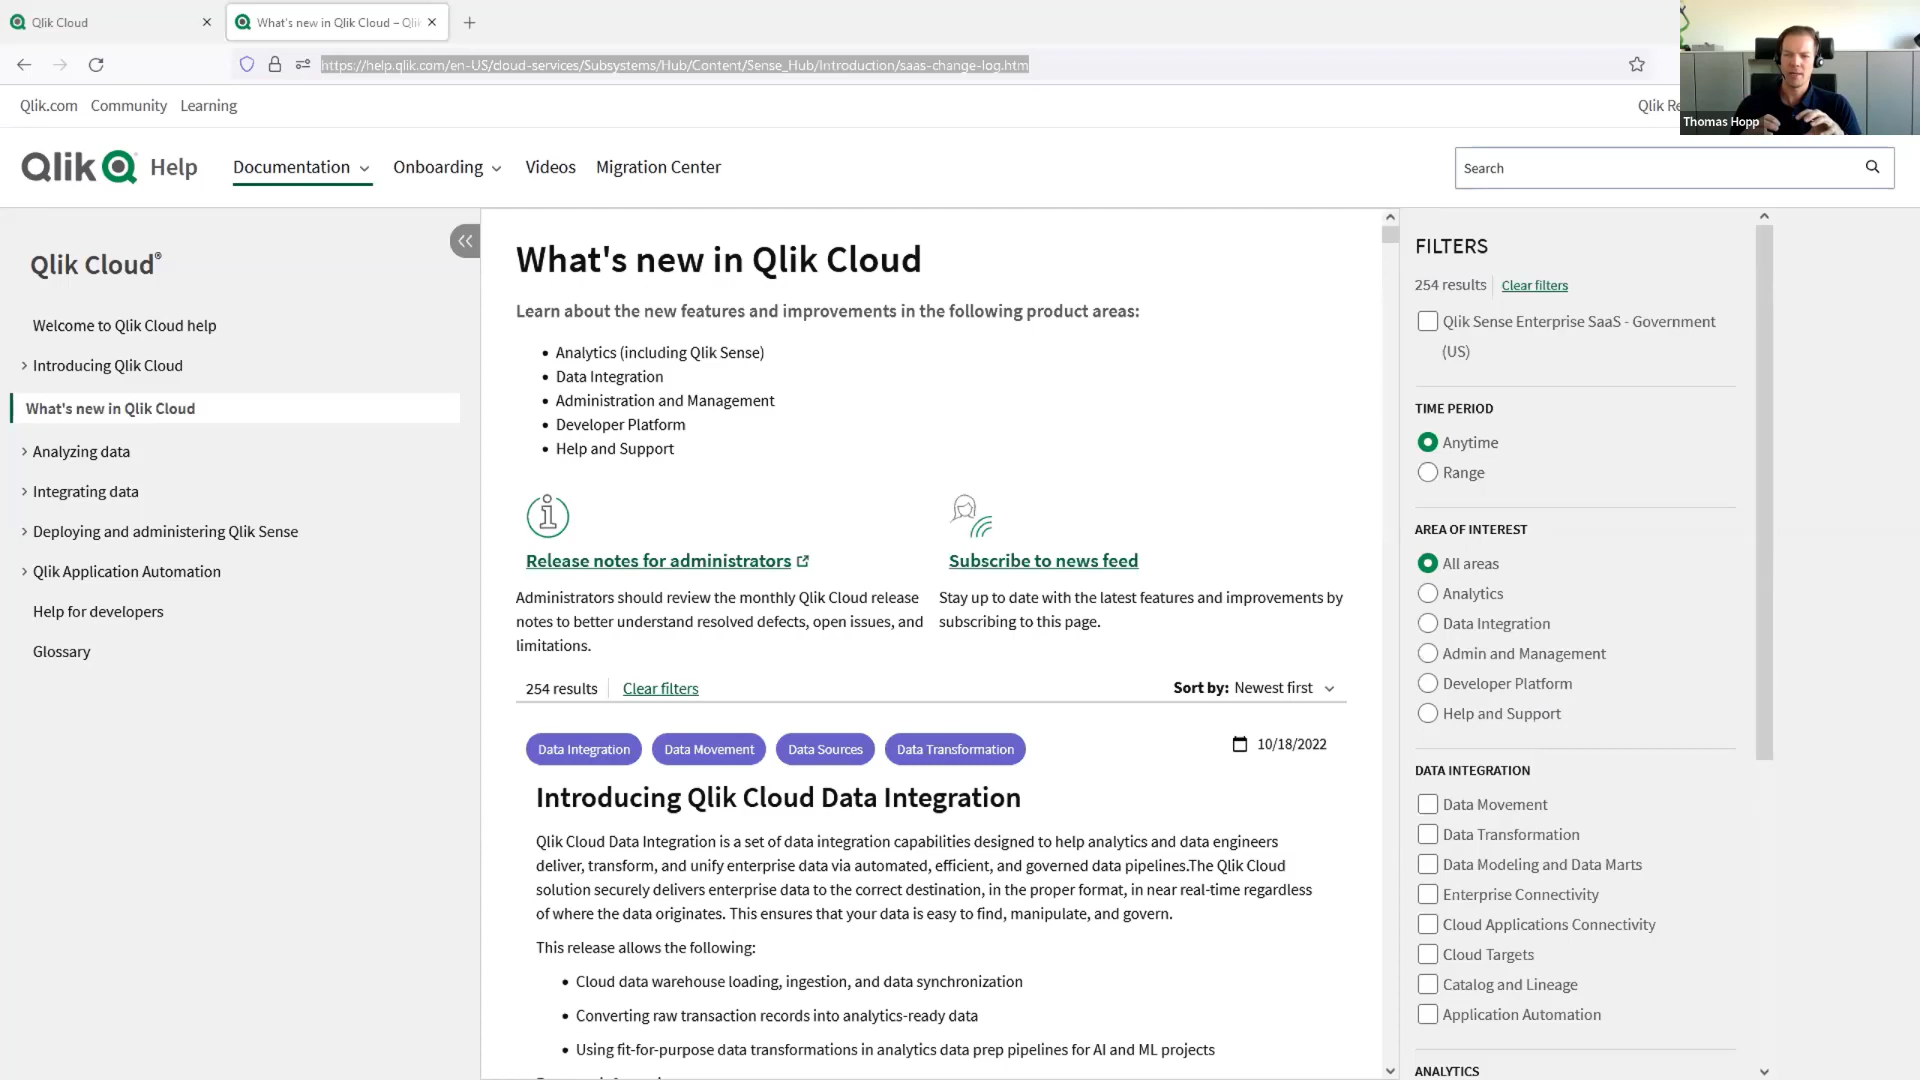 Qlik Cloud
What's new in Qlik Cloud – Qli
https://help.qlik.com/en-US/cloud-services/Subsystems/Hub/Content/Sense_Hub/Introduction/saas-change-log.htm
Qlik.com Community Learning
Qlik Re
Thomas Hopp
Qlik Help Documentation Onboarding Videos Migration Center
Search
Qlik Cloud®
Welcome to Qlik Cloud help
Introducing Qlik Cloud
What's new in Qlik Cloud
Analyzing data
Integrating data
Deploying and administering Qlik Sense
Qlik Application Automation
Help for developers
Glossary
What's new in Qlik Cloud
Learn about the new features and improvements in the following product areas:
• Analytics (including Qlik Sense)
• Data Integration
• Administration and Management
• Developer Platform
• Help and Support
Release notes for administrators
Administrators should review the monthly Qlik Cloud release
notes to better understand resolved defects, open issues, and
limitations.
Subscribe to news feed
Stay up to date with the latest features and improvements by
subscribing to this page.
254 results Clear filters
Sort by: Newest first
Data Integration Data Movement Data Sources Data Transformation
10/18/2022
Introducing Qlik Cloud Data Integration
Qlik Cloud Data Integration is a set of data integration capabilities designed to help analytics and data engineers
deliver, transform, and unify enterprise data via automated, efficient, and governed data pipelines.The Qlik Cloud
solution securely delivers enterprise data to the correct destination, in the proper format, in near real-time regardless
of where the data originates. This ensures that your data is easy to find, manipulate, and govern.
This release allows the following:
• Cloud data warehouse loading, ingestion, and data synchronization
• Converting raw transaction records into analytics-ready data
• Using fit-for-purpose data transformations in analytics data prep pipelines for AI and ML projects
FILTERS
254 results Clear filters
Qlik Sense Enterprise SaaS - Government
(US)
TIME PERIOD
Anytime
Range
AREA OF INTEREST
All areas
Analytics
Data Integration
Admin and Management
Developer Platform
Help and Support
DATA INTEGRATION
Data Movement
Data Transformation
Data Modeling and Data Marts
Enterprise Connectivity
Cloud Applications Connectivity
Cloud Targets
Catalog and Lineage
Application Automation
ANALYTICS